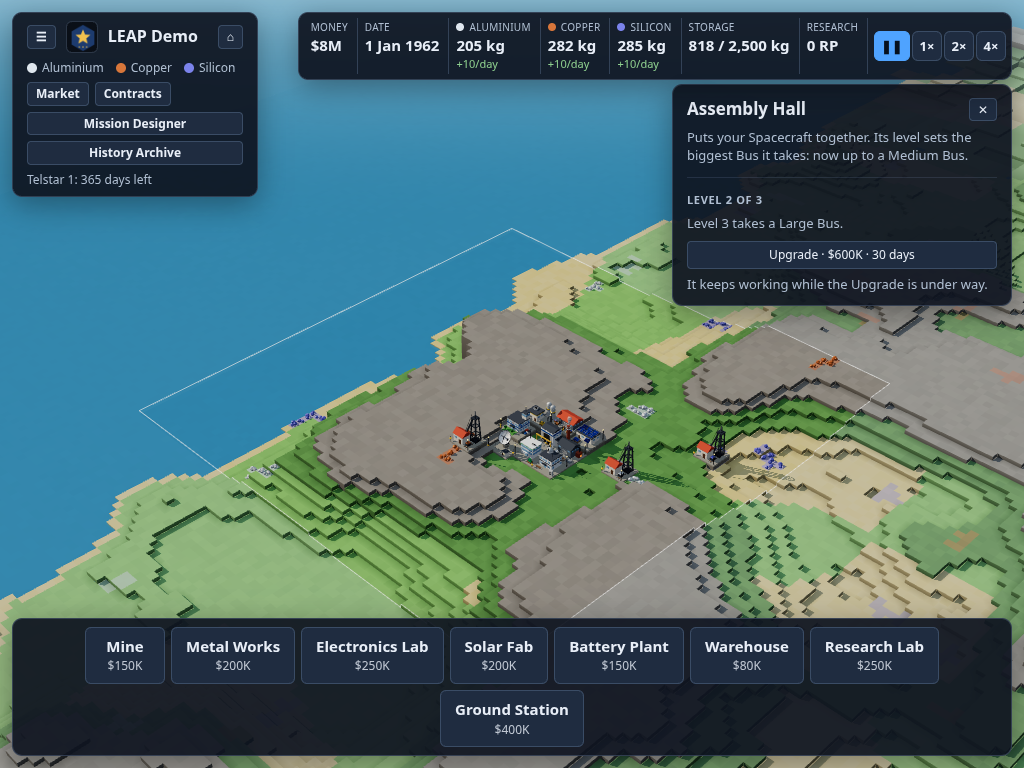 ☰ LEAP Demo ⌂
Aluminium Copper Silicon
Market Contracts
Mission Designer
History Archive
Telstar 1: 365 days left
MONEY DATE ALUMINIUM COPPER SILICON STORAGE RESEARCH
$8M 1 Jan 1962 205 kg 282 kg 285 kg 818 / 2,500 kg 0 RP
+10/day +10/day +10/day
❚❚ 1× 2× 4×
Assembly Hall ✕
Puts your Spacecraft together. Its level sets the
biggest Bus it takes: now up to a Medium Bus.
LEVEL 2 OF 3
Level 3 takes a Large Bus.
Upgrade · $600K · 30 days
It keeps working while the Upgrade is under way.
Mine Metal Works Electronics Lab Solar Fab Battery Plant Warehouse Research Lab
$150K $200K $250K $200K $150K $80K $250K
Ground Station
$400K